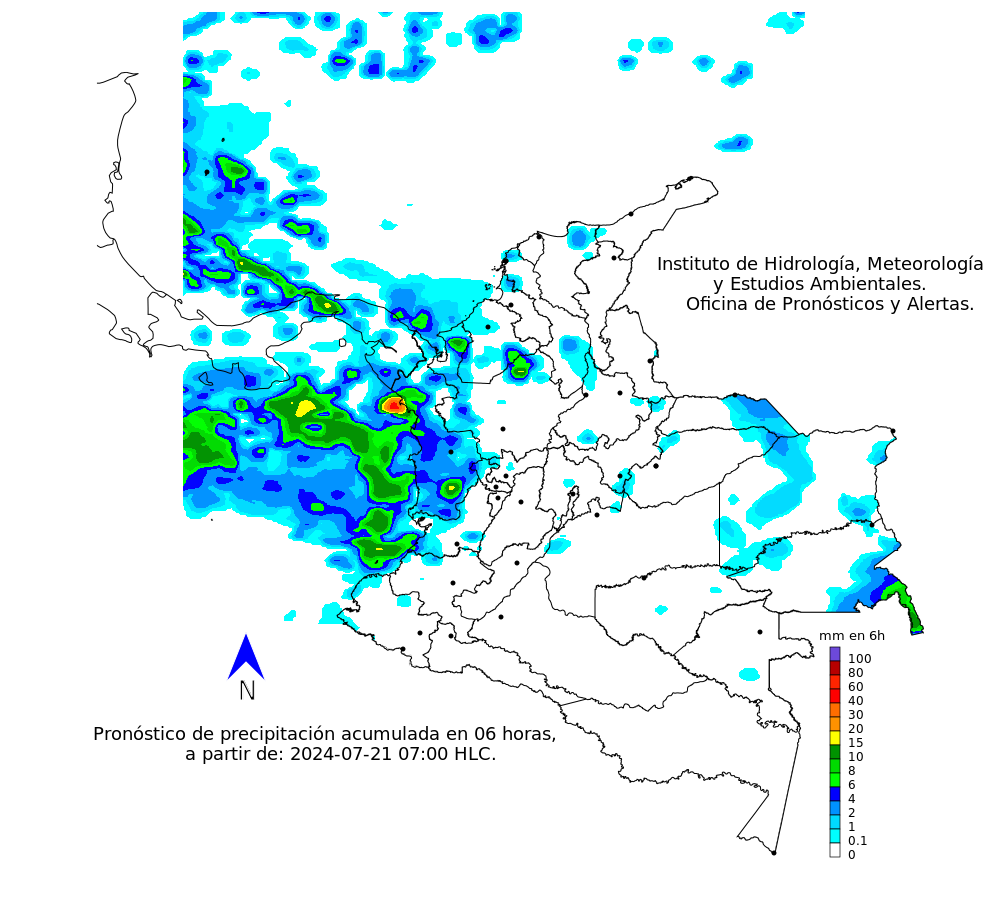 Instituto de Hidrología, Meteorología
y Estudios Ambientales.
Oficina de Pronósticos y Alertas.
mm en 6h
100
80
60
40
30
20
15
10
8
6
4
2
1
0.1
0
N
Pronóstico de precipitación acumulada en 06 horas,
a partir de: 2024-07-21 07:00 HLC.